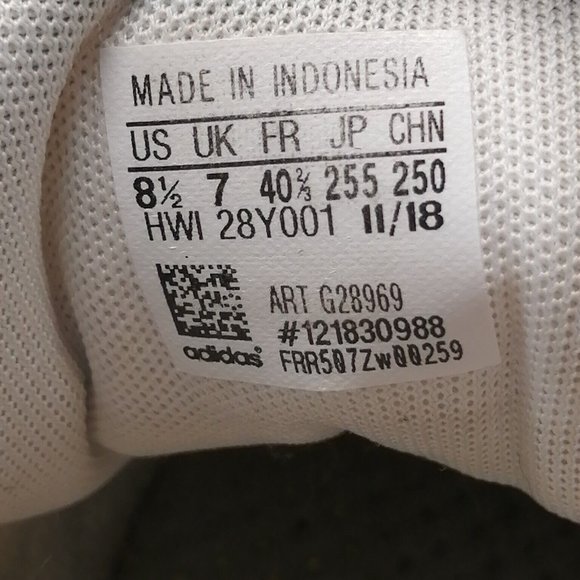 MADE IN INDONESIA
US UK FR JP CHN
8½ 7 40⅔ 255 250
HWI 28Y001 11/18
ART G28969
#121830988
adidas
FRR507Zw00259